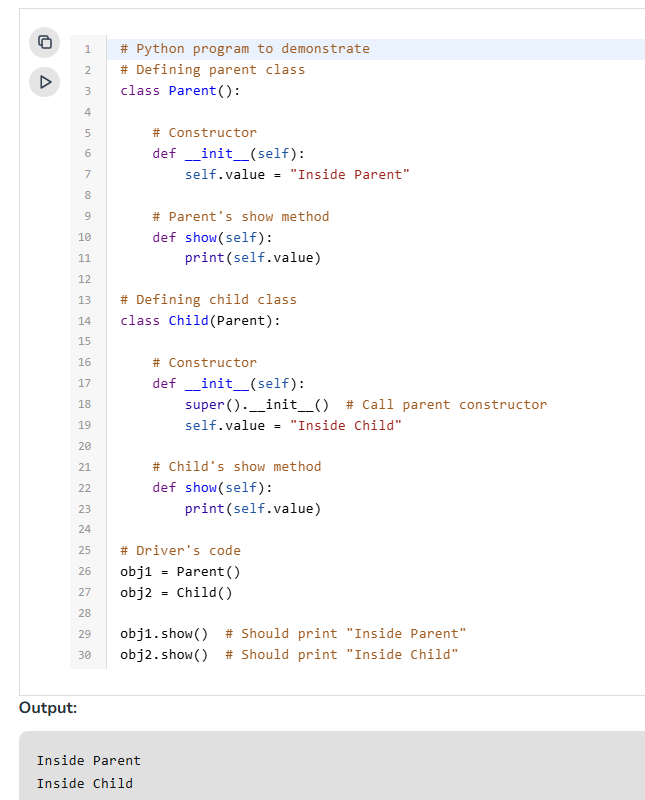 1 # Python program to demonstrate
2 # Defining parent class
3 class Parent():
4
5     # Constructor
6     def __init__(self):
7         self.value = "Inside Parent"
8
9     # Parent's show method
10     def show(self):
11         print(self.value)
12
13 # Defining child class
14 class Child(Parent):
15
16     # Constructor
17     def __init__(self):
18         super().__init__()  # Call parent constructor
19         self.value = "Inside Child"
20
21     # Child's show method
22     def show(self):
23         print(self.value)
24
25 # Driver's code
26 obj1 = Parent()
27 obj2 = Child()
28
29 obj1.show()  # Should print "Inside Parent"
30 obj2.show()  # Should print "Inside Child"
Output:
Inside Parent
Inside Child